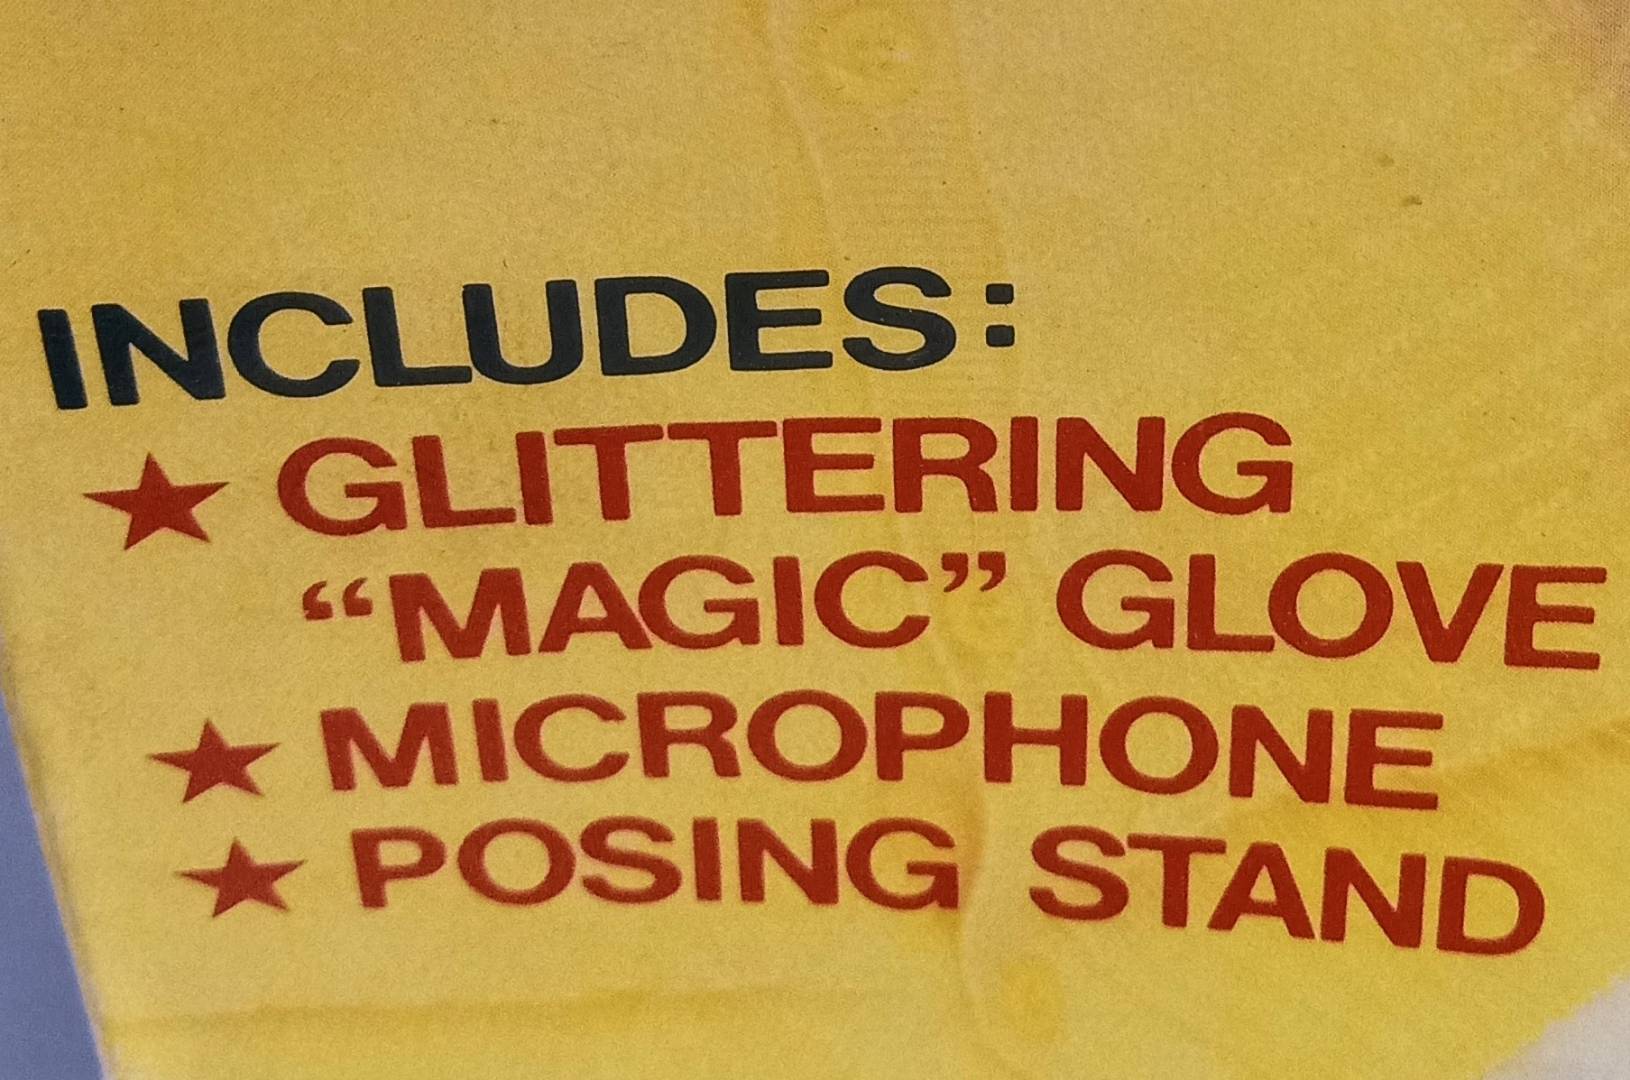 INCLUDES:
★ GLITTERING
“MAGIC” GLOVE
★ MICROPHONE
★ POSING STAND